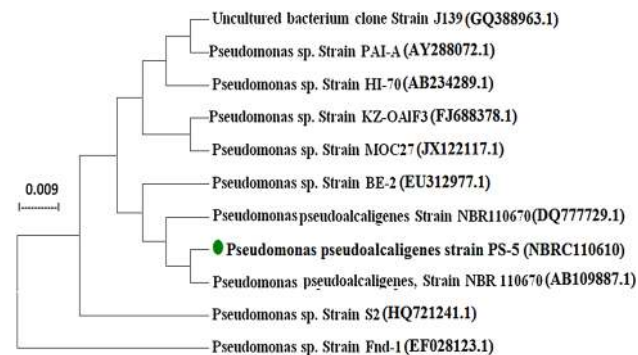 Uncultured bacterium clone Strain J139 (GQ388963.1)
Pseudomonas sp. Strain PAI-A (AY288072.1)
Pseudomonas sp. Strain HI-70 (AB234289.1)
Pseudomonas sp. Strain KZ-OAlF3 (FJ688378.1)
Pseudomonas sp. Strain MOC27 (JX122117.1)
Pseudomonas sp. Strain BE-2 (EU312977.1)
0.009
Pseudomonas pseudoalcaligenes Strain NBR110670 (DQ777729.1)
Pseudomonas pseudoalcaligenes strain PS-5 (NBRC110610)
Pseudomonas pseudoalcaligenes, Strain NBR 110670 (AB109887.1)
Pseudomonas sp. Strain S2 (HQ721241.1)
Pseudomonas sp. Strain Fnd-1 (EF028123.1)